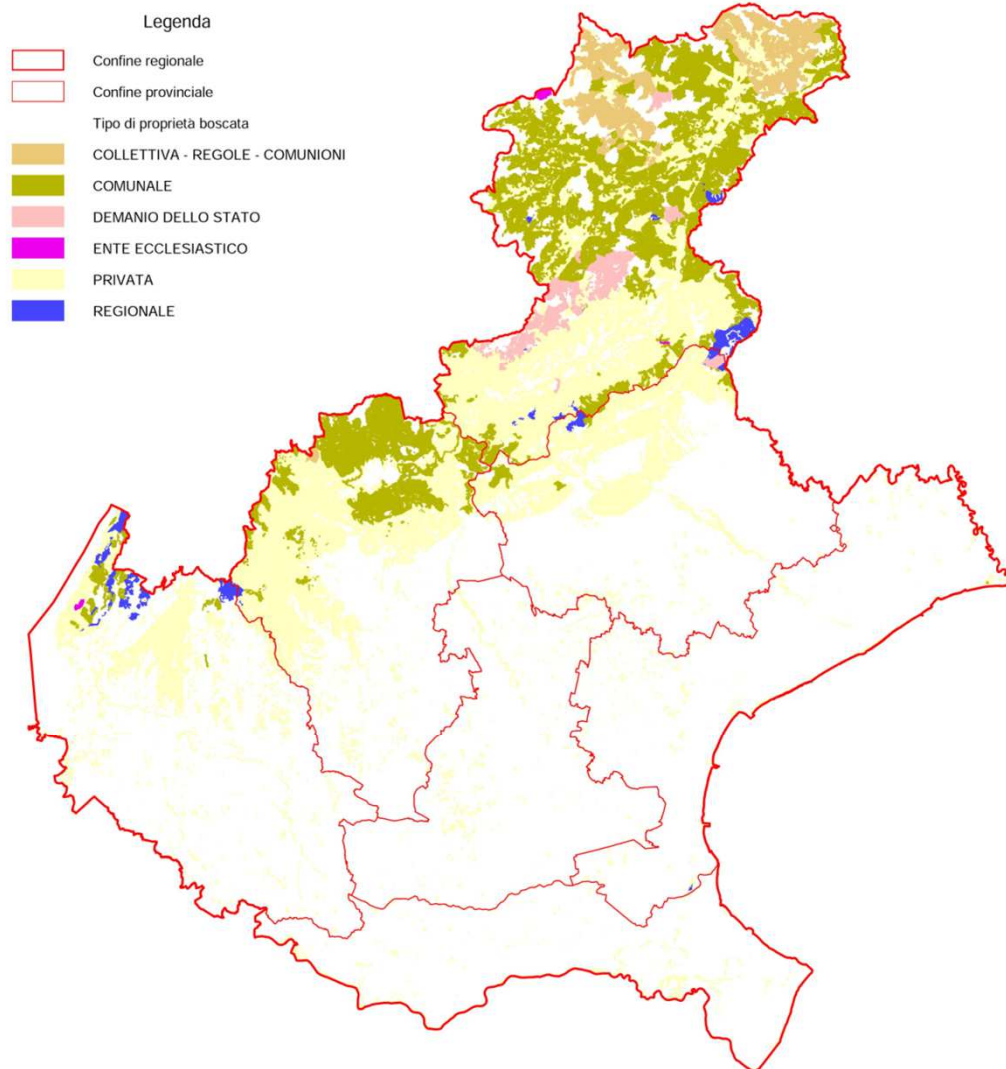 Legenda
Confine regionale
Confine provinciale
Tipo di proprietà boscata
COLLETTIVA - REGOLE - COMUNIONI
COMUNALE
DEMANIO DELLO STATO
ENTE ECCLESIASTICO
PRIVATA
REGIONALE